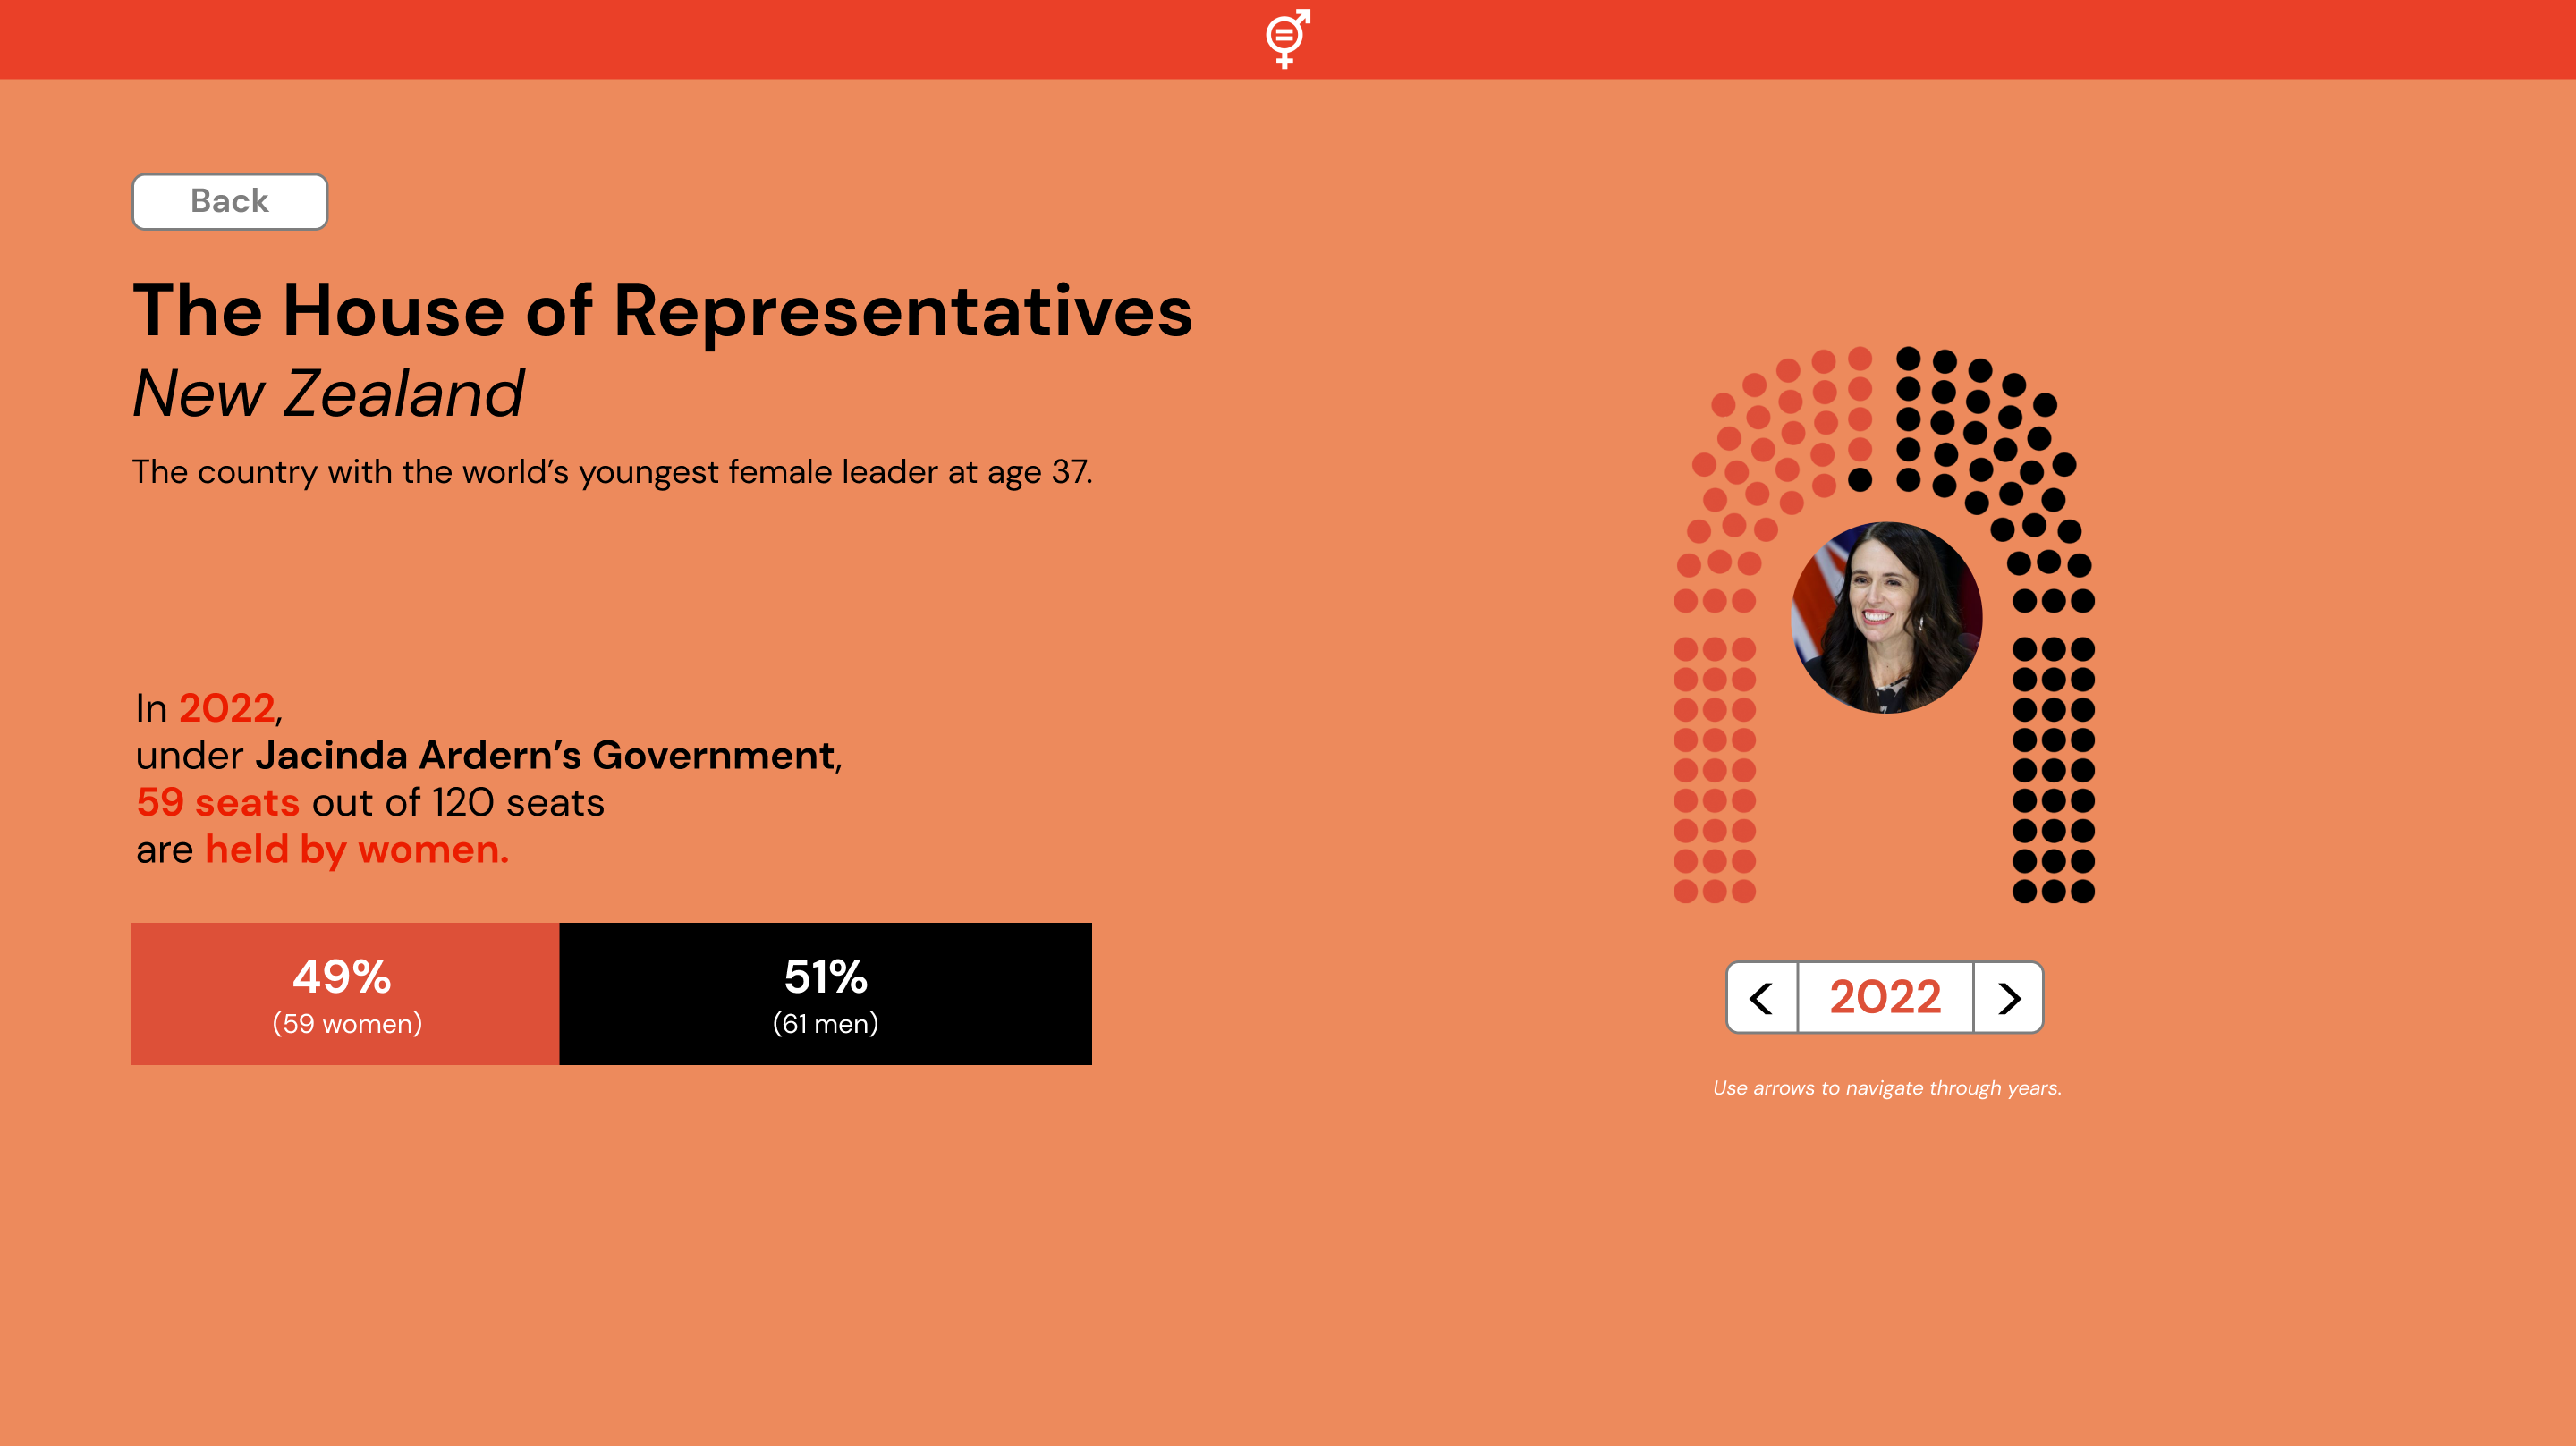 Back
The House of Representatives
New Zealand
The country with the world’s youngest female leader at age 37.
In 2022,
under Jacinda Ardern’s Government,
59 seats out of 120 seats
are held by women.
49%
(59 women)
51%
(61 men)
2022
Use arrows to navigate through years.